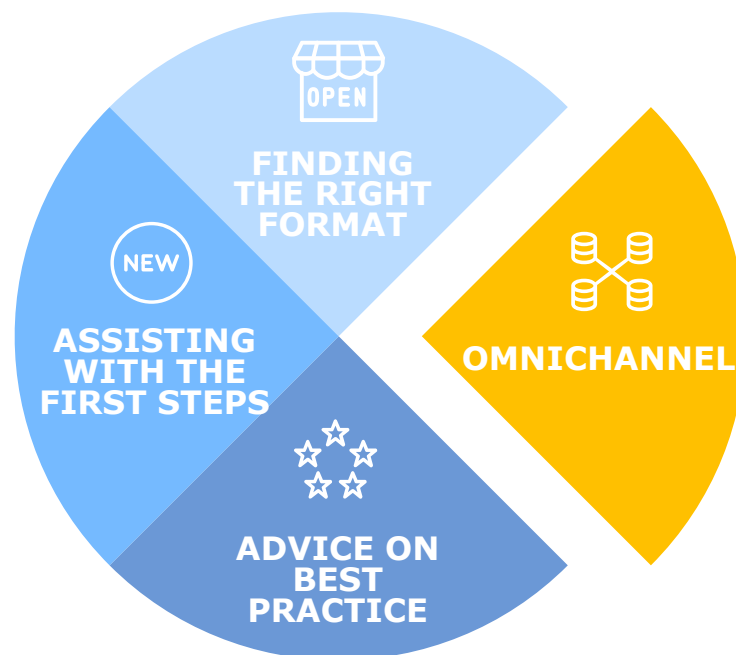 OPEN
FINDING
THE RIGHT
FORMAT
NEW
ASSISTING
WITH THE
FIRST STEPS
OMNICHANNEL
ADVICE ON
BEST
PRACTICE